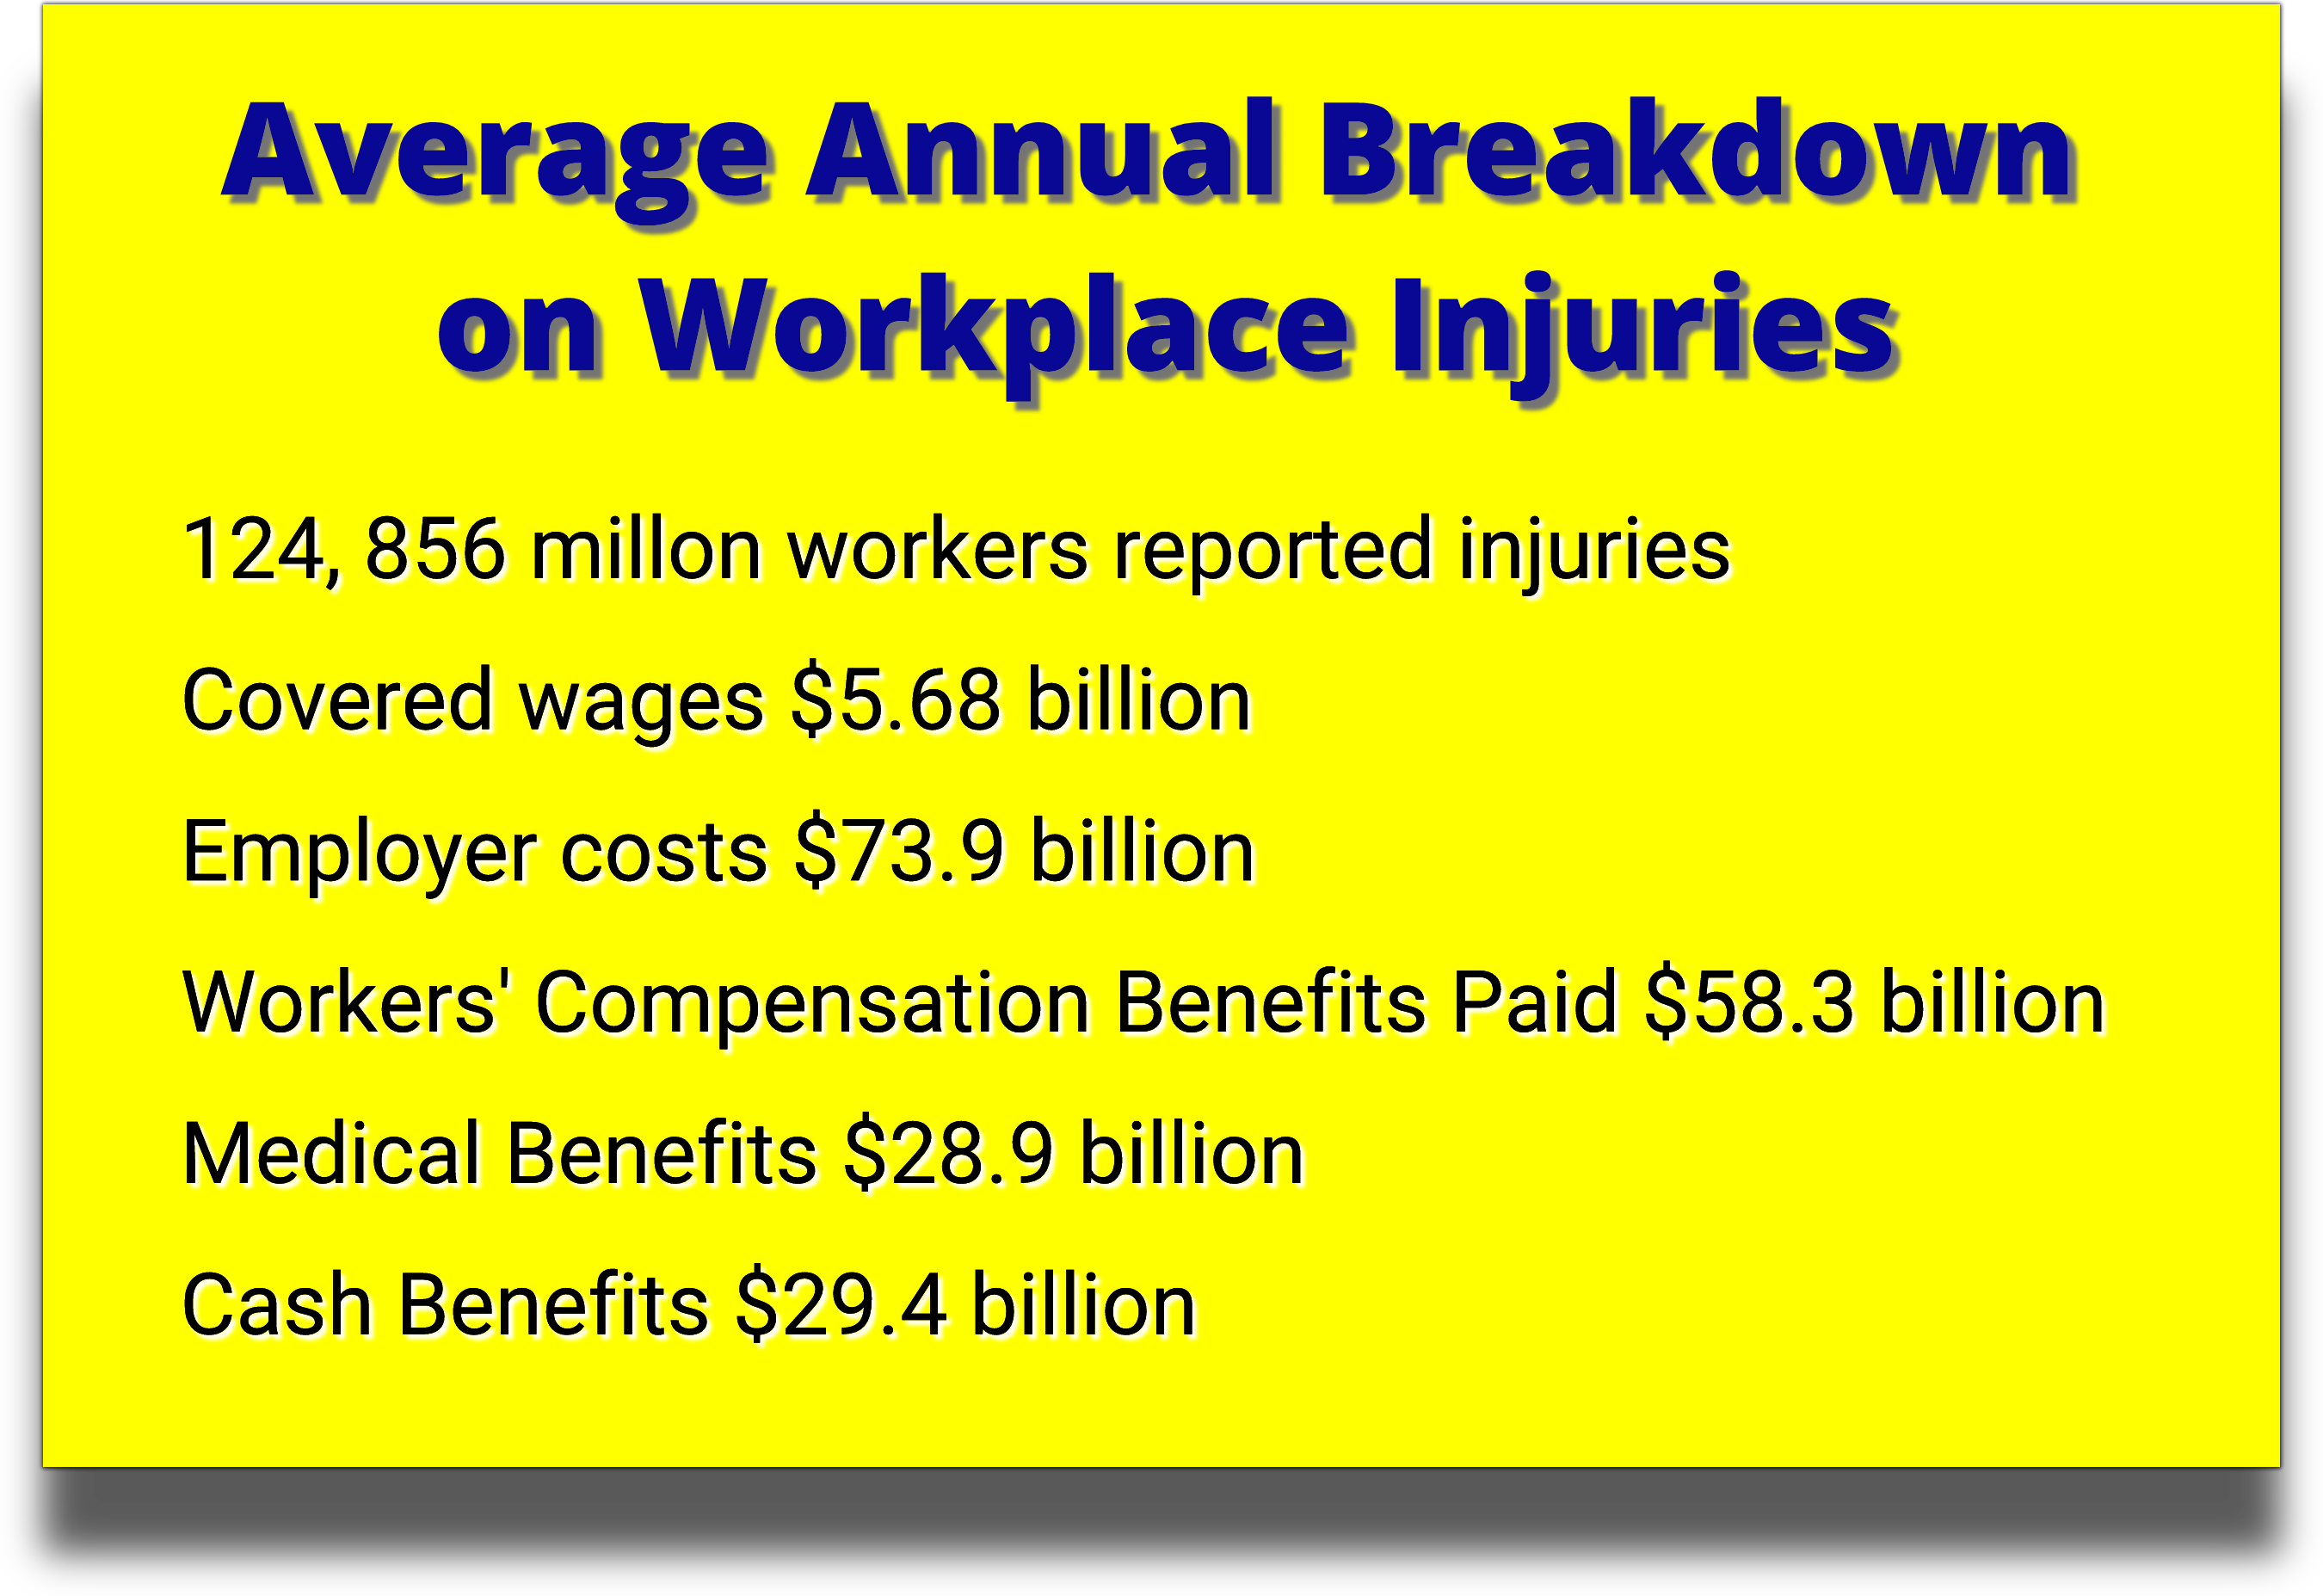 Average Annual Breakdown
on Workplace Injuries
124, 856 millon workers reported injuries
Covered wages $5.68 billion
Employer costs $73.9 billion
Workers' Compensation Benefits Paid $58.3 billion
Medical Benefits $28.9 billion
Cash Benefits $29.4 billion